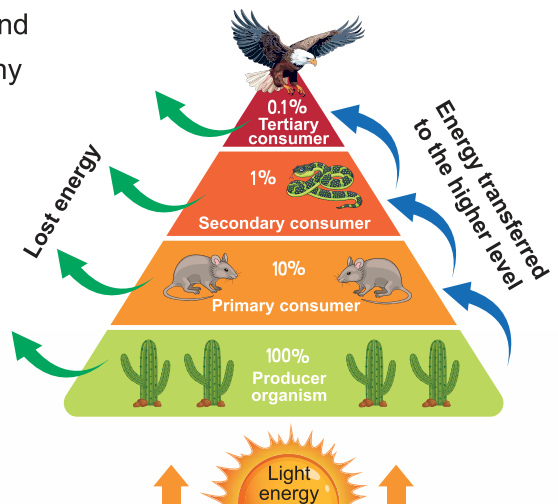 nd
ny
0.1%
Tertiary
consumer
1%
Secondary consumer
10%
Primary consumer
100%
Producer
organism
Lost energy
Energy transferred
to the higher level
Light
energy